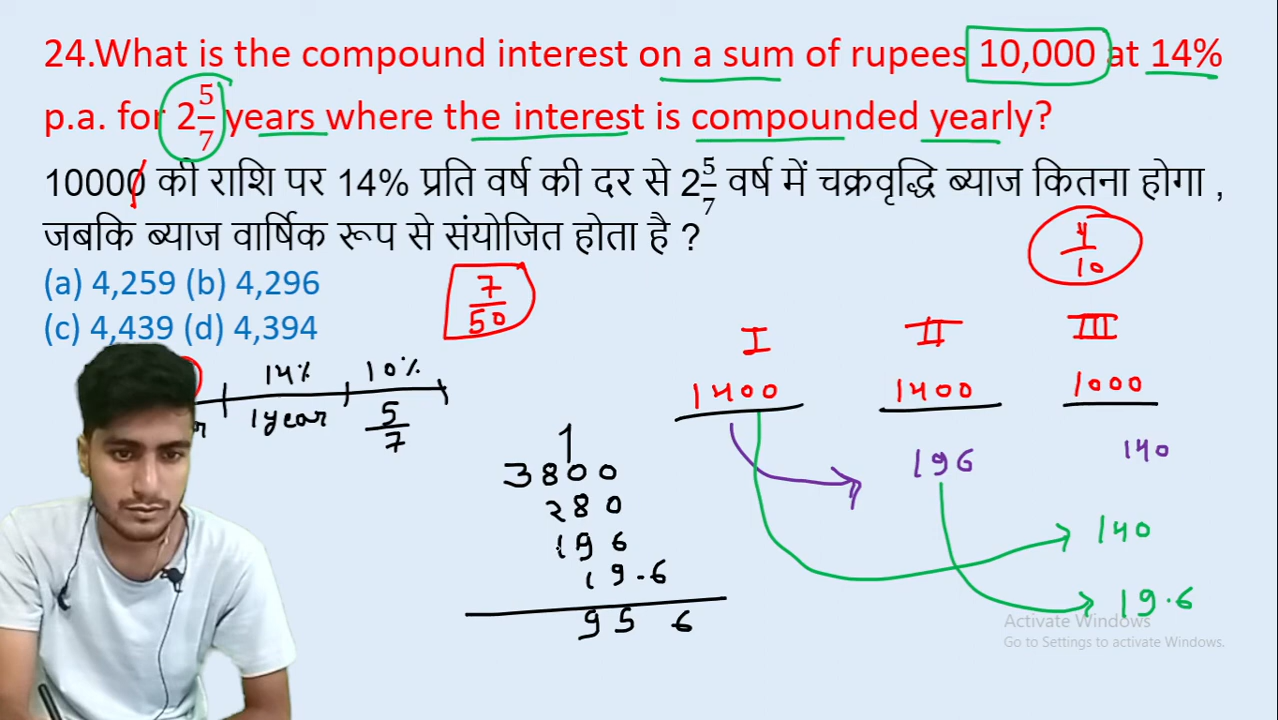 24.What is the compound interest on a sum of rupees 10,000 at 14%
p.a. for 2 5/7 years where the interest is compounded yearly?
10000 की राशि पर 14% प्रति वर्ष की दर से 2 5/7 वर्ष में चक्रवृद्धि ब्याज कितना होगा ,
जबकि ब्याज वार्षिक रूप से संयोजित होता है ?
(a) 4,259 (b) 4,296
(c) 4,439 (d) 4,394
7/50
1/10
I II III
14% 10%
1 year 5/7
1400 1400 1000
196 140
140
19.6
1
3800
280
196
19.6
95 6
Activate Windows
Go to Settings to activate Windows.